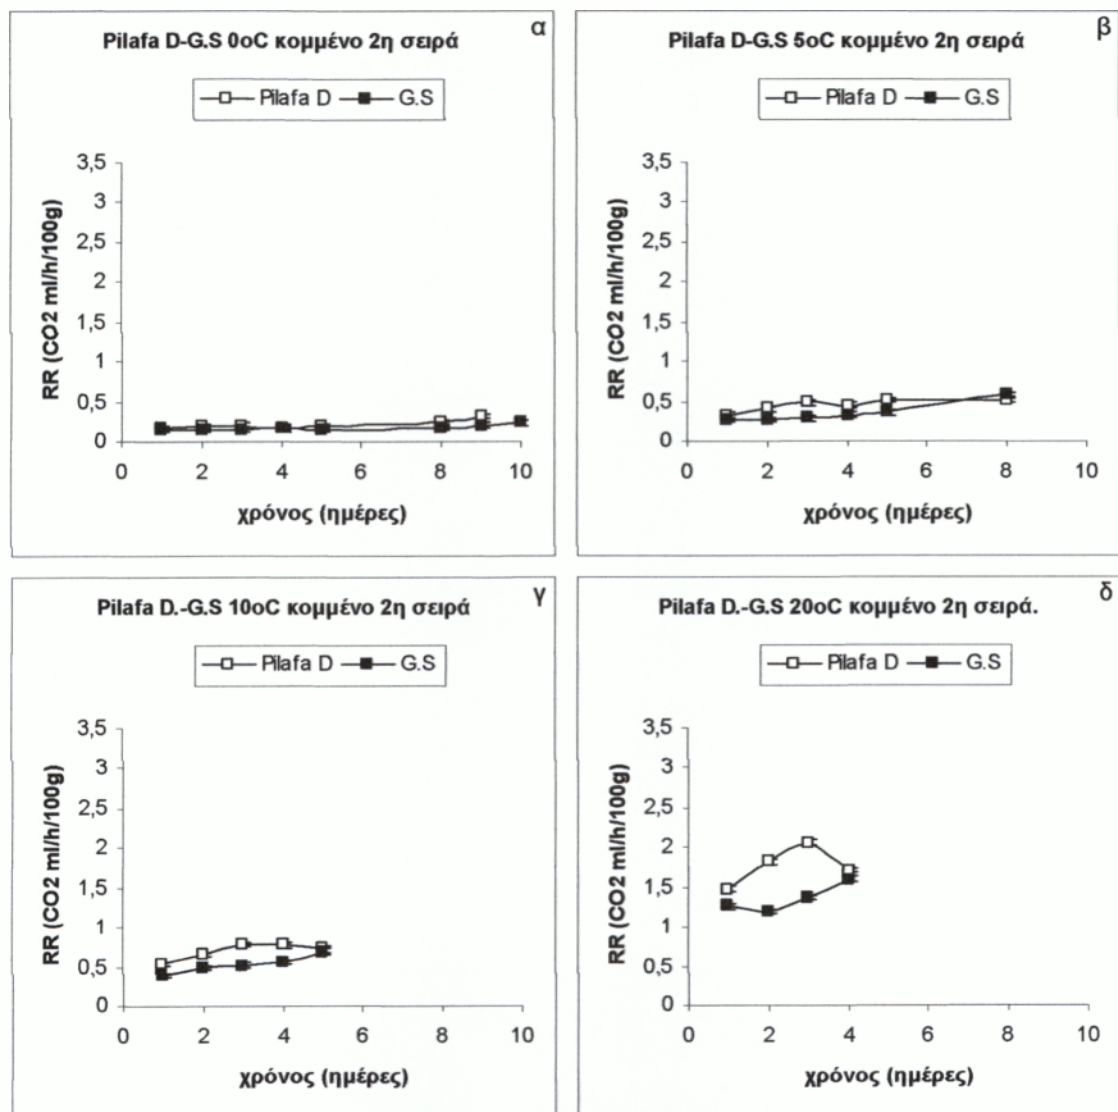 α
Pilafa D-G.S 0οC κομμένο 2η σειρά
Pilafa D G.S
RR (CO2 ml/h/100g)
3,5
3
2,5
2
1,5
1
0,5
0
0 2 4 6 8 10
χρόνος (ημέρες)
β
Pilafa D-G.S 5οC κομμένο 2η σειρά
Pilafa D G.S
RR (CO2 ml/h/100g)
3,5
3
2,5
2
1,5
1
0,5
0
0 2 4 6 8 10
χρόνος (ημέρες)
γ
Pilafa D.-G.S 10οC κομμένο 2η σειρά
Pilafa D G.S
RR (CO2 ml/h/100g)
3,5
3
2,5
2
1,5
1
0,5
0
0 2 4 6 8 10
χρόνος (ημέρες)
δ
Pilafa D.-G.S 20οC κομμένο 2η σειρά.
Pilafa D G.S
RR (CO2 ml/h/100g)
3,5
3
2,5
2
1,5
1
0,5
0
0 2 4 6 8 10
χρόνος (ημέρες)